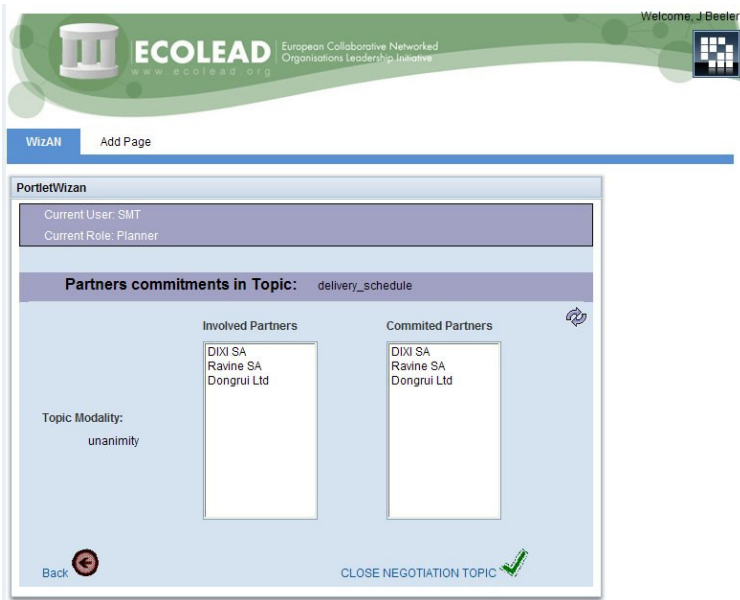 Welcome, J Beeler
ECOLEAD
European Collaborative Networked
Organisations Leadership Initiative
www.ecolead.org
WizAN Add Page
PortletWizan
Current User: SMT
Current Role: Planner
Partners commitments in Topic: delivery_schedule
Involved Partners Commited Partners
DIXI SA DIXI SA
Ravine SA Ravine SA
Dongrui Ltd Dongrui Ltd
Topic Modality:
unanimity
Back CLOSE NEGOTIATION TOPIC